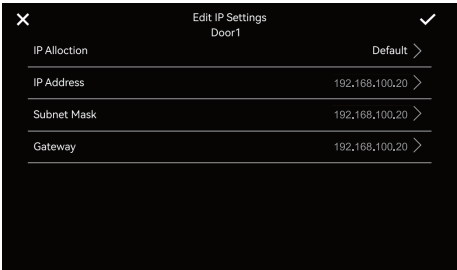 Edit IP Settings
Door1
IP Alloction Default
IP Address 192.168.100.20
Subnet Mask 192.168.100.20
Gateway 192.168.100.20